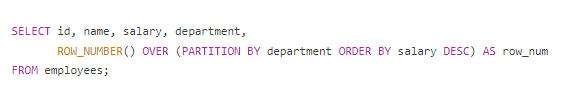 SELECT id, name, salary, department,
       ROW_NUMBER() OVER (PARTITION BY department ORDER BY salary DESC) AS row_num
FROM employees;